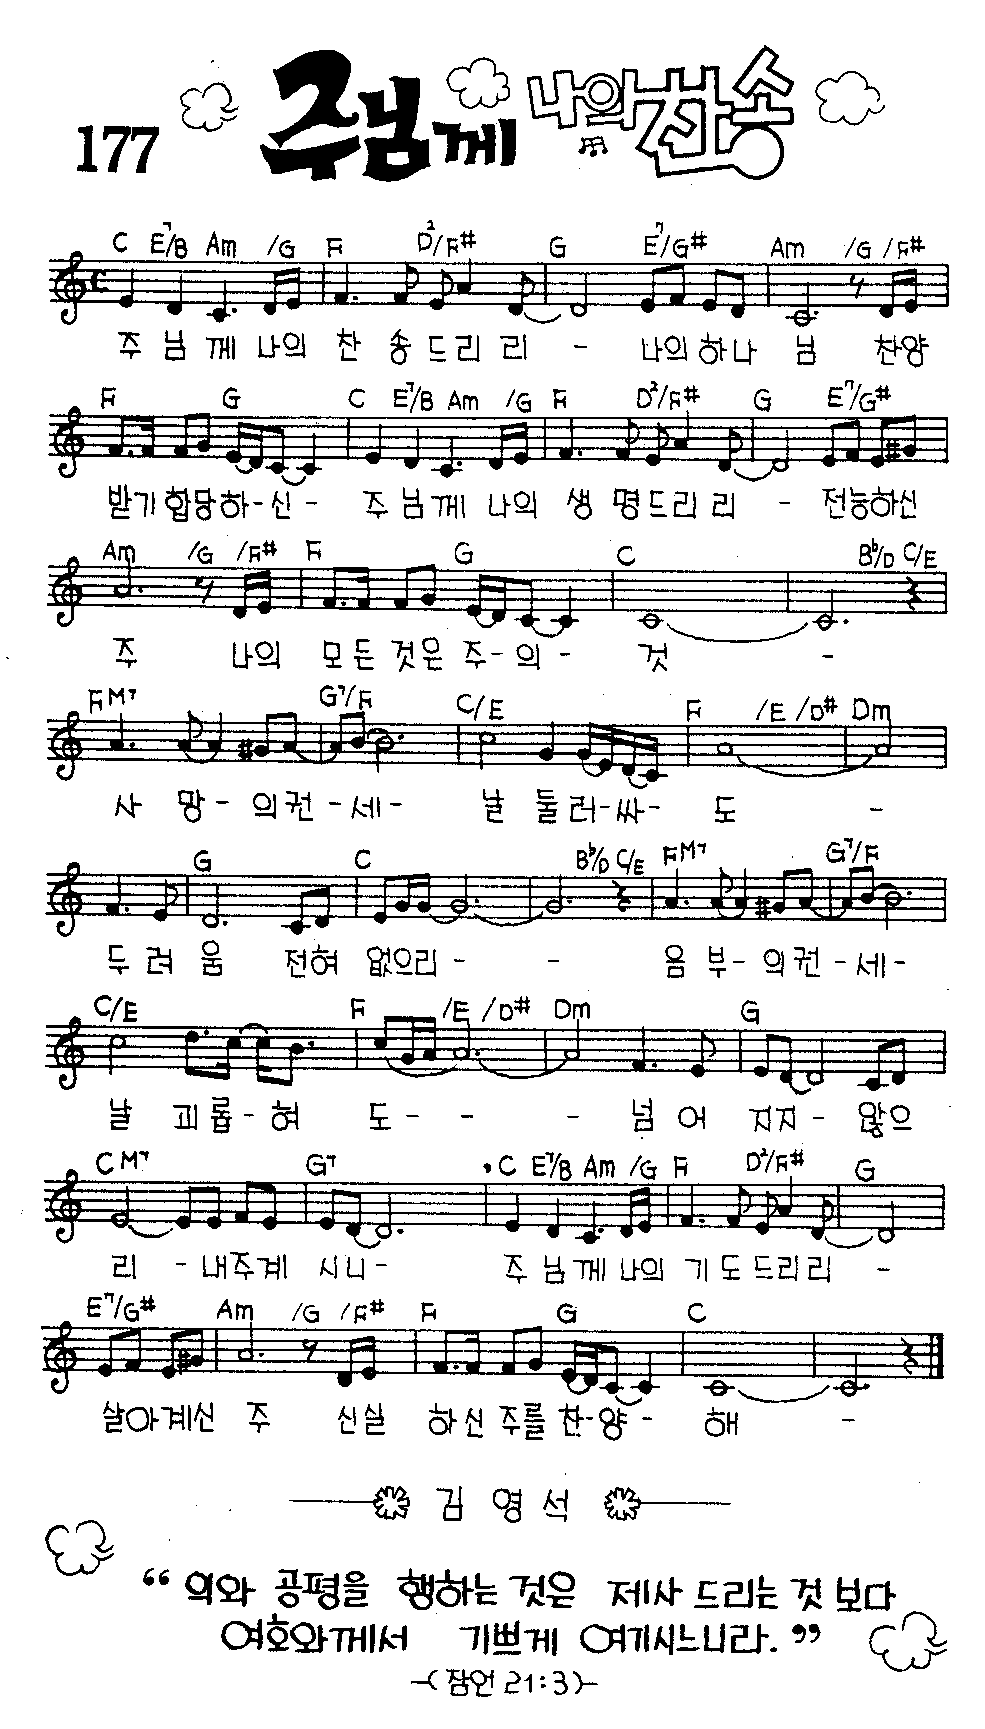 177 주님께 나의 찬송
C E7/B Am /G F D2/F# G E7/G# Am /G /F#
주 님 께 나의 찬 송 드리 리 - 나의하나 님 찬양
F G C E7/B Am /G F D2/F# G E7/G#
받기합당하-신- 주님께 나의 생 명드리리 - 전능하신
Am /G /F# F G C Bb/D C/E
주 나의 모든것은 주-의- 것 -
FM7 G7/F C/E F /E /D# Dm
사 망-의권-세- 날 둘러-싸- 도 -
G C Bb/D C/E FM7 G7/F
두 려 움 전혀 없으리 - - 음 부-의권-세-
C/E F /E /D# Dm G
날 괴롭-혀 도 - - - 넘 어 지지- 않으
CM7 G7 , C E7/B Am /G F D2/F# G
리 -내주계 시니- 주 님께나의 기도드리리 -
E7/G# Am /G /F# F G C
살아계신 주 신실 하신주를찬-양- 해 -
김 영 석
“의와 공평을 행하는 것은 제사 드리는 것 보다
여호와께서 기쁘게 여기시느니라.”
-(잠언 21:3)-